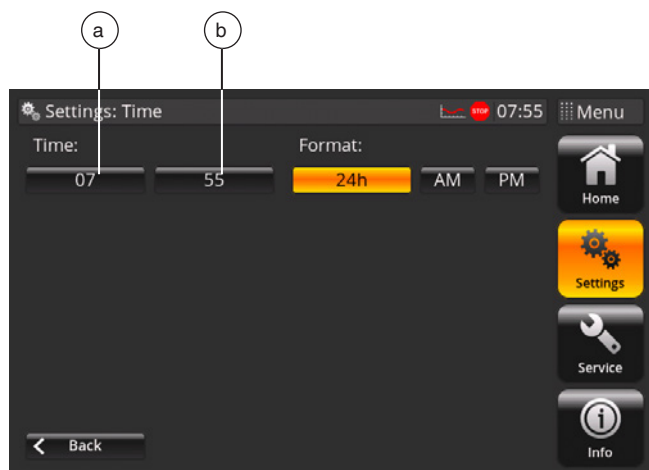 a b
Settings: Time STOP 07:55 Menu
Time: Format:
07 55 24h AM PM
Home
Settings
Service
Back
Info